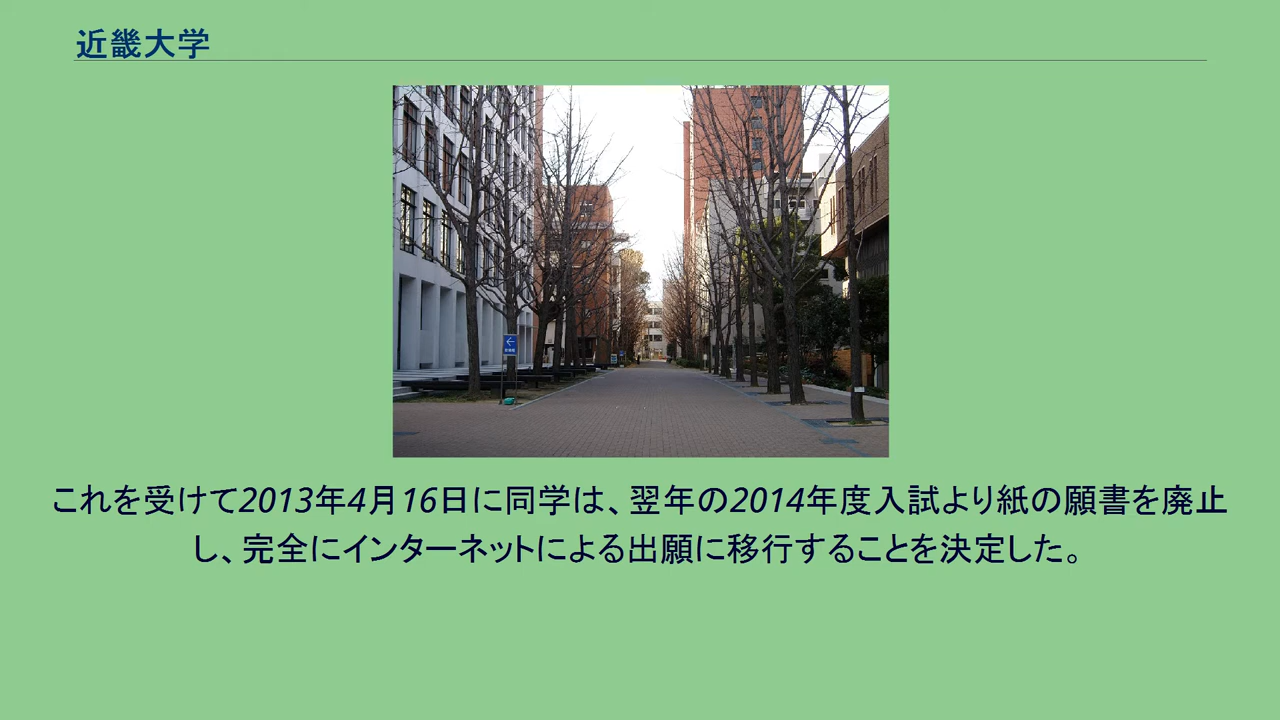 近畿大学
これを受けて2013年4月16日に同学は、翌年の2014年度入試より紙の願書を廃止
し、完全にインターネットによる出願に移行することを決定した。